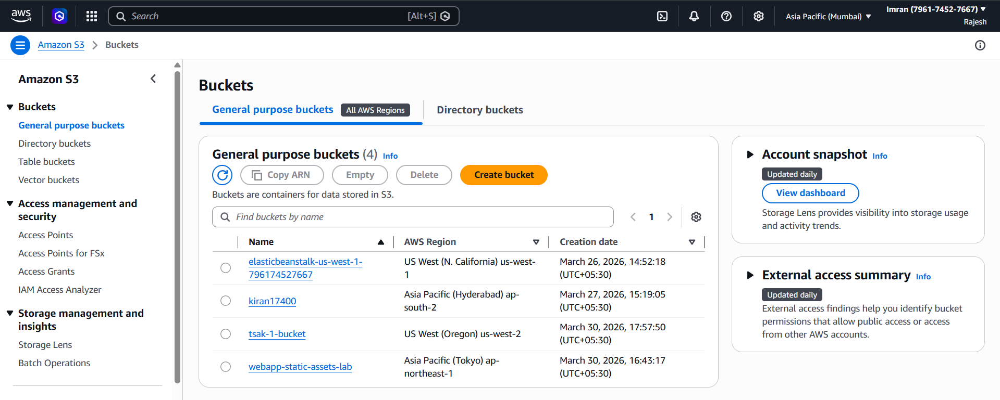 aws
Search
[Alt+S]
Asia Pacific (Mumbai)
Imran (7961-7452-7667)
Rajesh
Amazon S3
Buckets
Amazon S3
Buckets
General purpose buckets
Directory buckets
Table buckets
Vector buckets
Access management and
security
Access Points
Access Points for FSx
Access Grants
IAM Access Analyzer
Storage management and
insights
Storage Lens
Batch Operations
Buckets
General purpose buckets All AWS Regions
Directory buckets
General purpose buckets (4) Info
Copy ARN
Empty
Delete
Create bucket
Buckets are containers for data stored in S3.
Find buckets by name
1
Name
AWS Region
Creation date
elasticbeanstalk-us-west-1-
796174527667
US West (N. California) us-west-
1
March 26, 2026, 14:52:18
(UTC+05:30)
kiran17400
Asia Pacific (Hyderabad) ap-
south-2
March 27, 2026, 15:19:05
(UTC+05:30)
tsak-1-bucket
US West (Oregon) us-west-2
March 30, 2026, 17:57:50
(UTC+05:30)
webapp-static-assets-lab
Asia Pacific (Tokyo) ap-
northeast-1
March 30, 2026, 16:43:17
(UTC+05:30)
Account snapshot Info
Updated daily
View dashboard
Storage Lens provides visibility into storage usage
and activity trends.
External access summary Info
Updated daily
External access findings help you identify bucket
permissions that allow public access or access
from other AWS accounts.